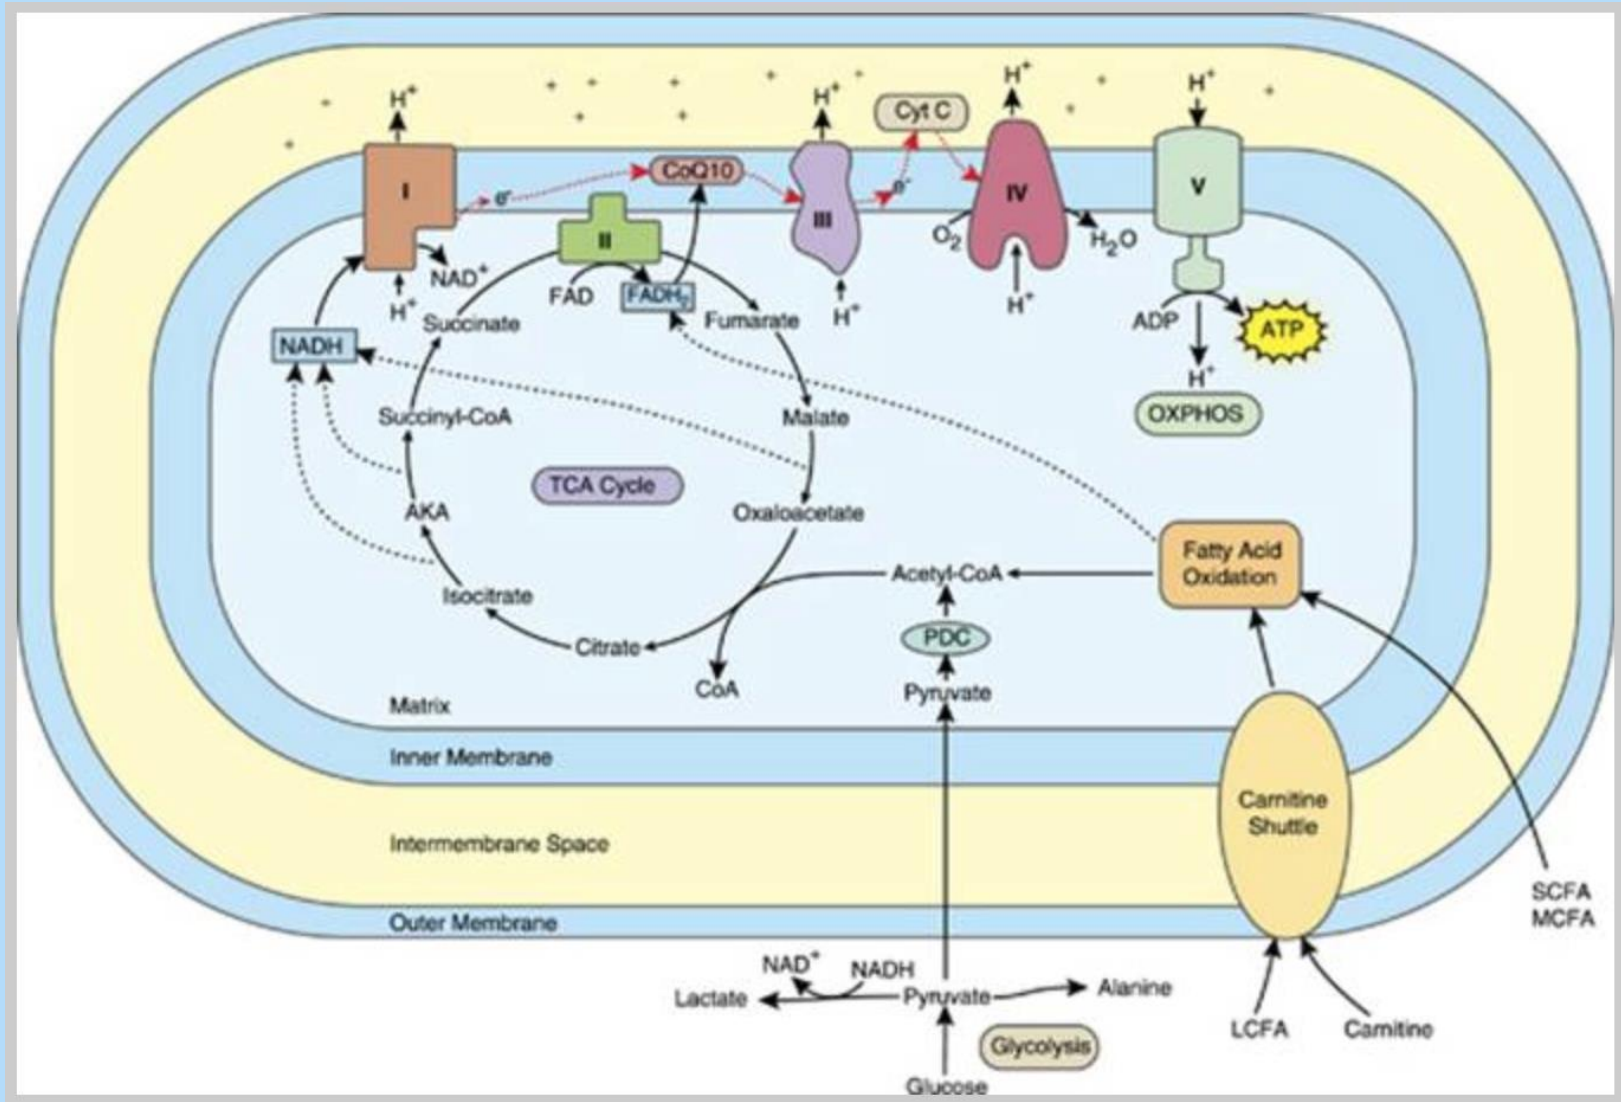 H⁺
H⁺
Cyt C
H⁺
H⁺
I
e⁻
CoQ10
III
e⁻
IV
V
II
O₂
H₂O
NAD⁺
H⁺
FAD
FADH₂
Succinate
Fumarate
H⁺
H⁺
ADP
ATP
NADH
H⁺
Succinyl-CoA
Malate
OXPHOS
TCA Cycle
AKA
Oxaloacetate
Fatty Acid
Oxidation
Acetyl-CoA
Isocitrate
Citrate
PDC
CoA
Pyruvate
Matrix
Inner Membrane
Carnitine
Shuttle
Intermembrane Space
SCFA
MCFA
Outer Membrane
NAD⁺
NADH
Lactate
Pyruvate
Alanine
LCFA
Carnitine
Glycolysis
Glucose